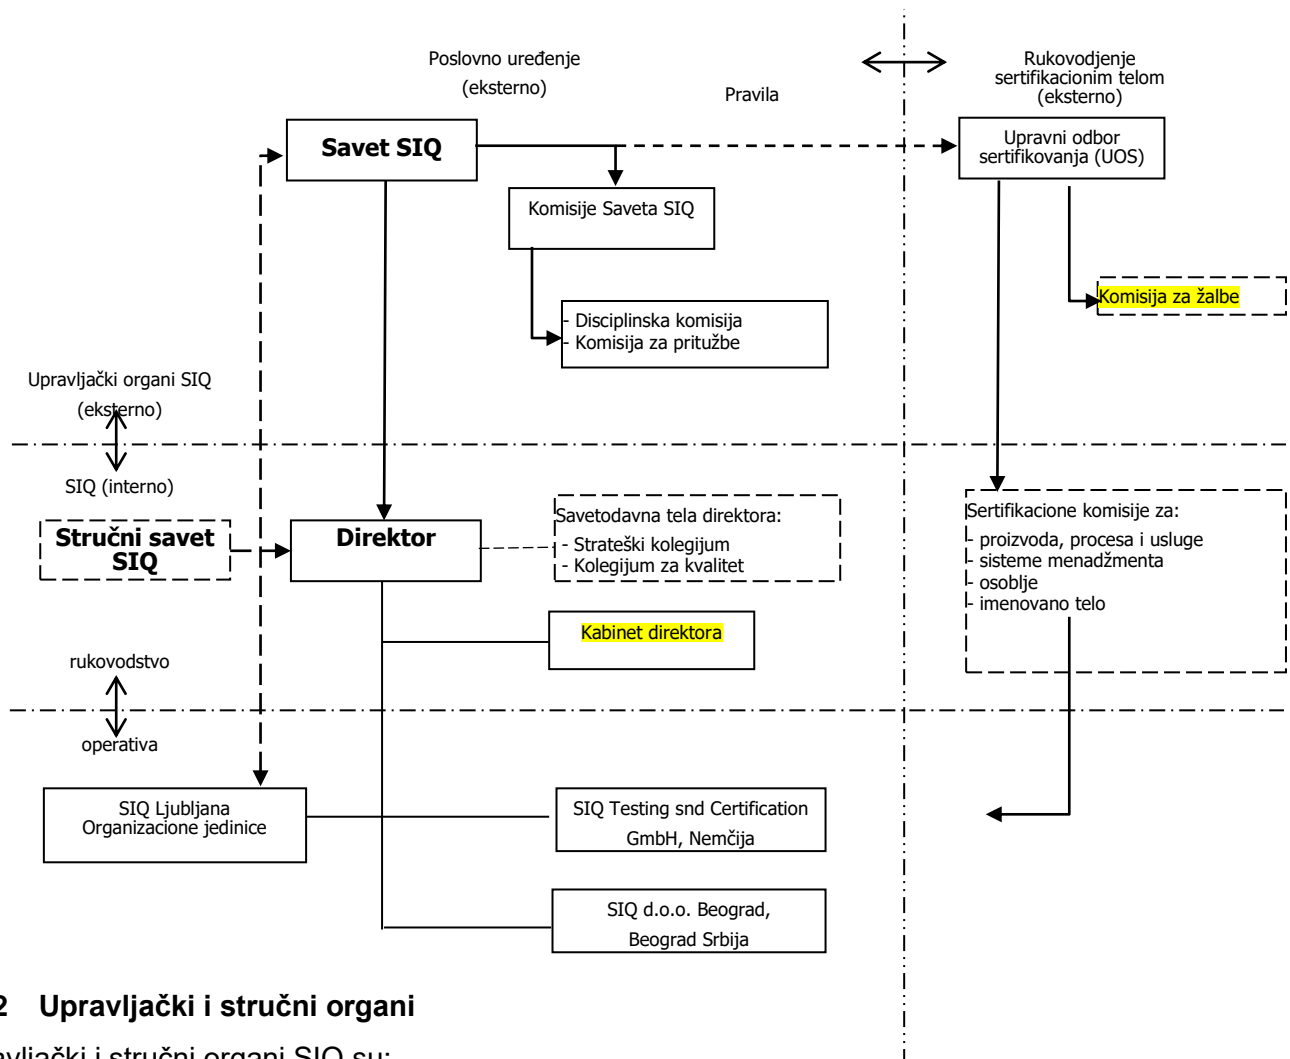 Poslovno uređenje
(eksterno)
Pravila
Rukovodjenje
sertifikacionim telom
(eksterno)
Savet SIQ
Upravni odbor
sertifikovanja (UOS)
Komisije Saveta SIQ
Komisija za žalbe
- Disciplinska komisija
- Komisija za pritužbe
Upravljački organi SIQ
(eksterno)
SIQ (interno)
Stručni savet
SIQ
Direktor
Savetodavna tela direktora:
- Strateški kolegijum
- Kolegijum za kvalitet
Sertifikacione komisije za:
- proizvoda, procesa i usluge
- sisteme menadžmenta
- osoblje
- imenovano telo
Kabinet direktora
rukovodstvo
operativa
SIQ Ljubljana
Organizacione jedinice
SIQ Testing snd Certification
GmbH, Nemčija
SIQ d.o.o. Beograd,
Beograd Srbija
2 Upravljački i stručni organi
avljački i stručni organi SIQ su: